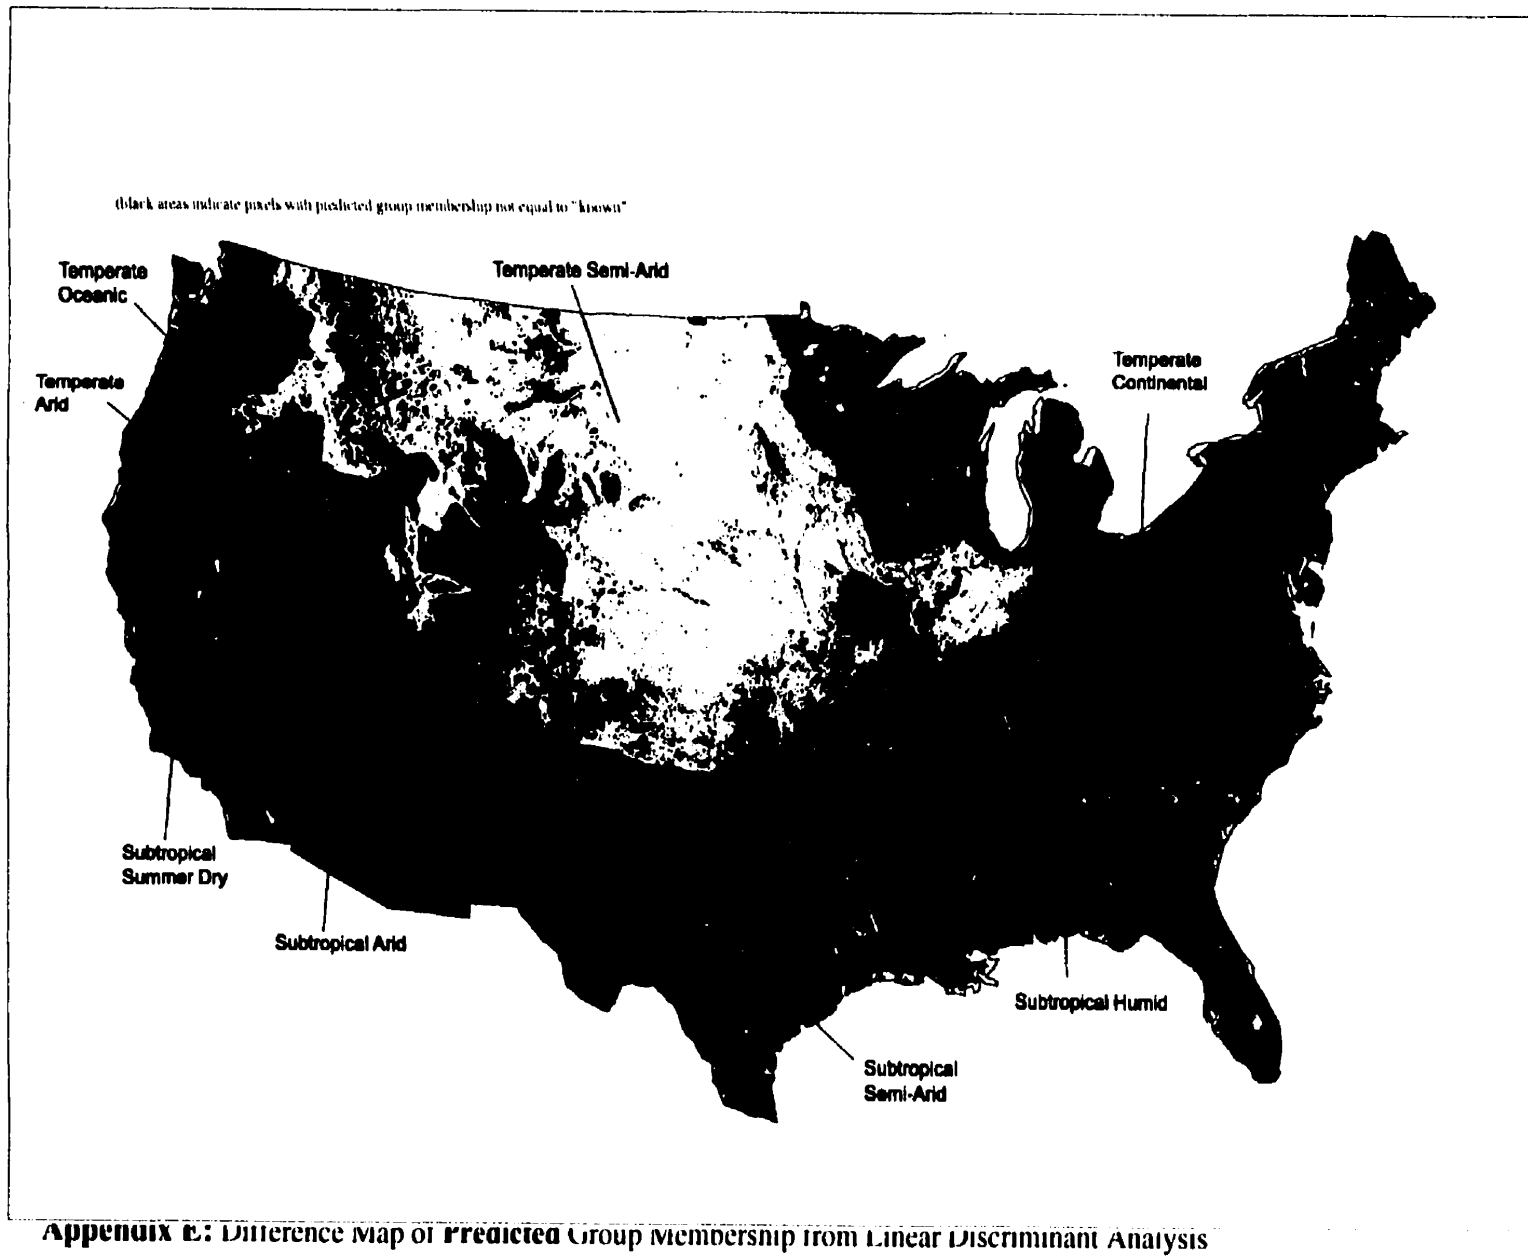 (black areas indicate pixels with predicted group membership not equal to "known"
Temperate
Oceanic
Temperate Semi-Arid
Temperate
Arid
Temperate
Continental
Subtropical
Summer Dry
Subtropical Arid
Subtropical Humid
Subtropical
Semi-Arid
Appendix E: Difference Map of Predicted Group Membership from Linear Discriminant Analysis